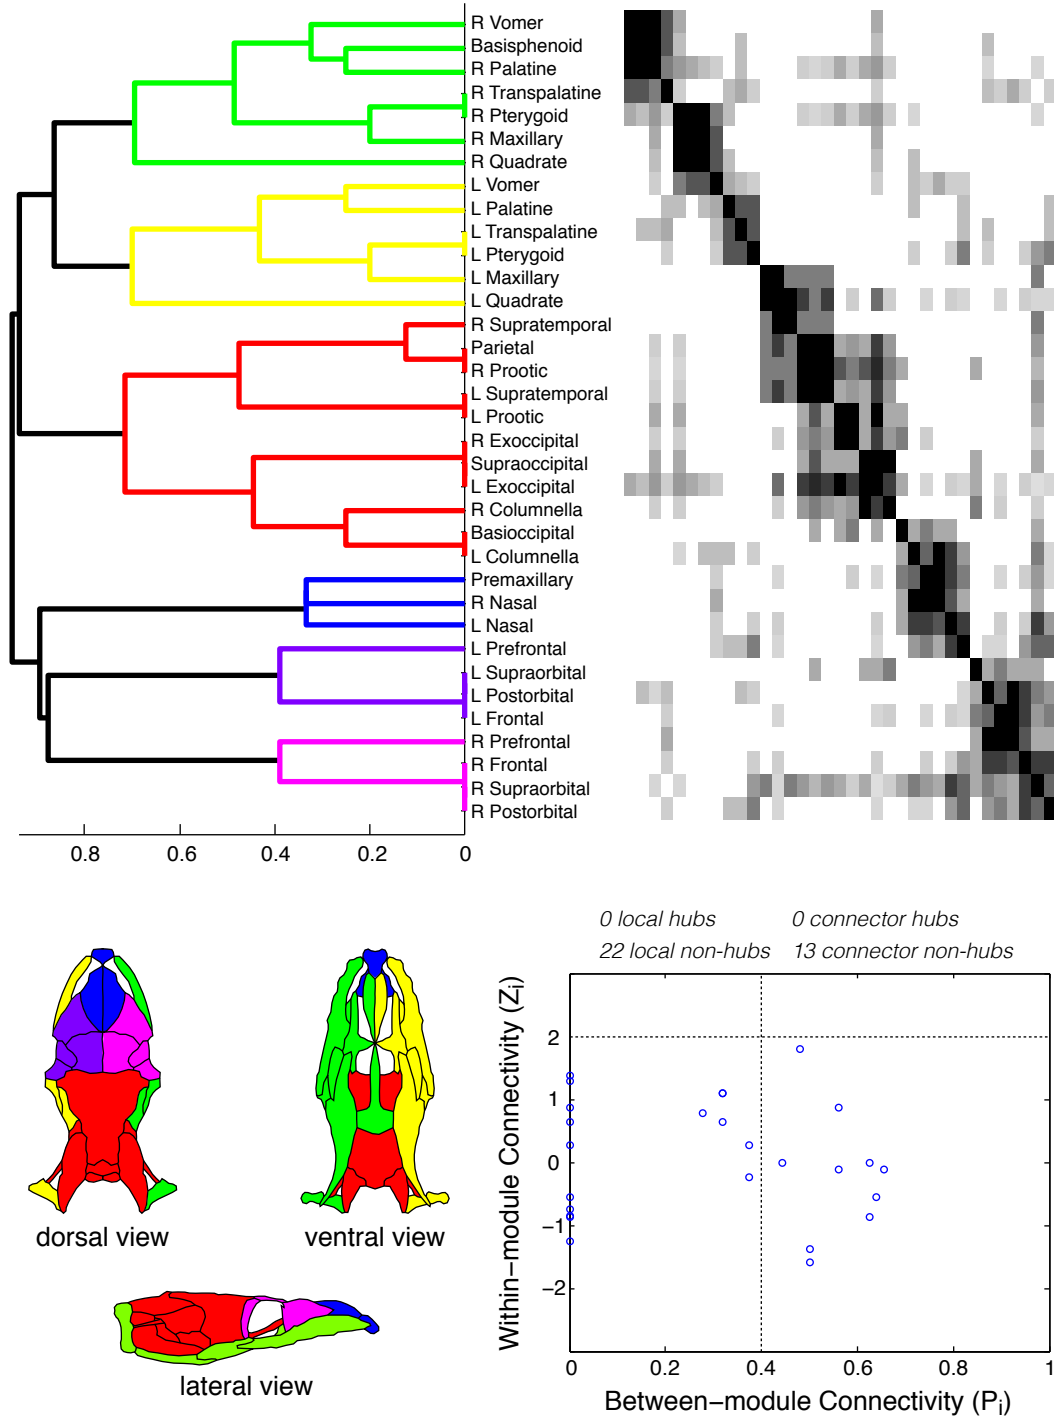 R Vomer
Basisphenoid
R Palatine
R Transpalatine
R Pterygoid
R Maxillary
R Quadrate
L Vomer
L Palatine
L Transpalatine
L Pterygoid
L Maxillary
L Quadrate
R Supratemporal
Parietal
R Prootic
L Supratemporal
L Prootic
R Exoccipital
Supraoccipital
L Exoccipital
R Columnella
Basioccipital
L Columnella
Premaxillary
R Nasal
L Nasal
L Prefrontal
L Supraorbital
L Postorbital
L Frontal
R Prefrontal
R Frontal
R Supraorbital
R Postorbital
0.8 0.6 0.4 0.2 0
dorsal view
ventral view
lateral view
0 local hubs 0 connector hubs
22 local non-hubs 13 connector non-hubs
Within-module Connectivity (Zi)
2
1
0
-1
-2
0 0.2 0.4 0.6 0.8 1
Between-module Connectivity (Pi)